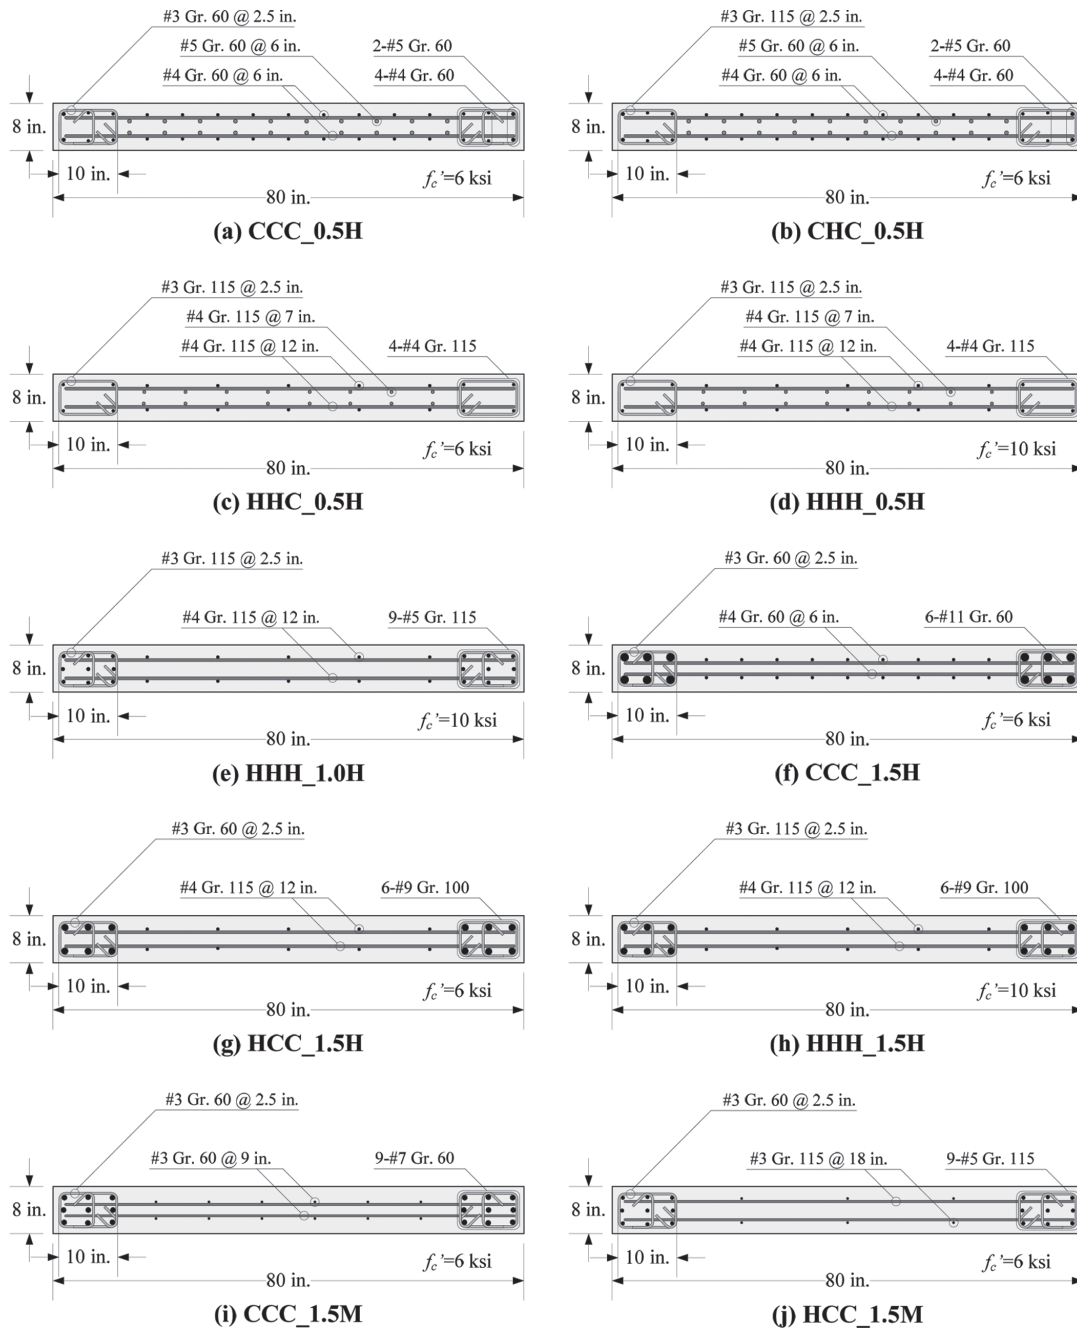 #3 Gr. 60 @ 2.5 in.
#5 Gr. 60 @ 6 in.
2-#5 Gr. 60
#4 Gr. 60 @ 6 in.
4-#4 Gr. 60
8 in.
10 in.
fc'=6 ksi
80 in.
(a) CCC_0.5H
#3 Gr. 115 @ 2.5 in.
#5 Gr. 60 @ 6 in.
2-#5 Gr. 60
#4 Gr. 60 @ 6 in.
4-#4 Gr. 60
8 in.
10 in.
fc'=6 ksi
80 in.
(b) CHC_0.5H
#3 Gr. 115 @ 2.5 in.
#4 Gr. 115 @ 7 in.
#4 Gr. 115 @ 12 in.
4-#4 Gr. 115
8 in.
10 in.
fc'=6 ksi
80 in.
(c) HHC_0.5H
#3 Gr. 115 @ 2.5 in.
#4 Gr. 115 @ 7 in.
#4 Gr. 115 @ 12 in.
4-#4 Gr. 115
8 in.
10 in.
fc'=10 ksi
80 in.
(d) HHH_0.5H
#3 Gr. 115 @ 2.5 in.
#4 Gr. 115 @ 12 in.
9-#5 Gr. 115
8 in.
10 in.
fc'=10 ksi
80 in.
(e) HHH_1.0H
#3 Gr. 60 @ 2.5 in.
#4 Gr. 60 @ 6 in.
6-#11 Gr. 60
8 in.
10 in.
fc'=6 ksi
80 in.
(f) CCC_1.5H
#3 Gr. 60 @ 2.5 in.
#4 Gr. 115 @ 12 in.
6-#9 Gr. 100
8 in.
10 in.
fc'=6 ksi
80 in.
(g) HCC_1.5H
#3 Gr. 115 @ 2.5 in.
#4 Gr. 115 @ 12 in.
6-#9 Gr. 100
8 in.
10 in.
fc'=10 ksi
80 in.
(h) HHH_1.5H
#3 Gr. 60 @ 2.5 in.
#3 Gr. 60 @ 9 in.
9-#7 Gr. 60
8 in.
10 in.
fc'=6 ksi
80 in.
(i) CCC_1.5M
#3 Gr. 60 @ 2.5 in.
#3 Gr. 115 @ 18 in.
9-#5 Gr. 115
8 in.
10 in.
fc'=6 ksi
80 in.
(j) HCC_1.5M